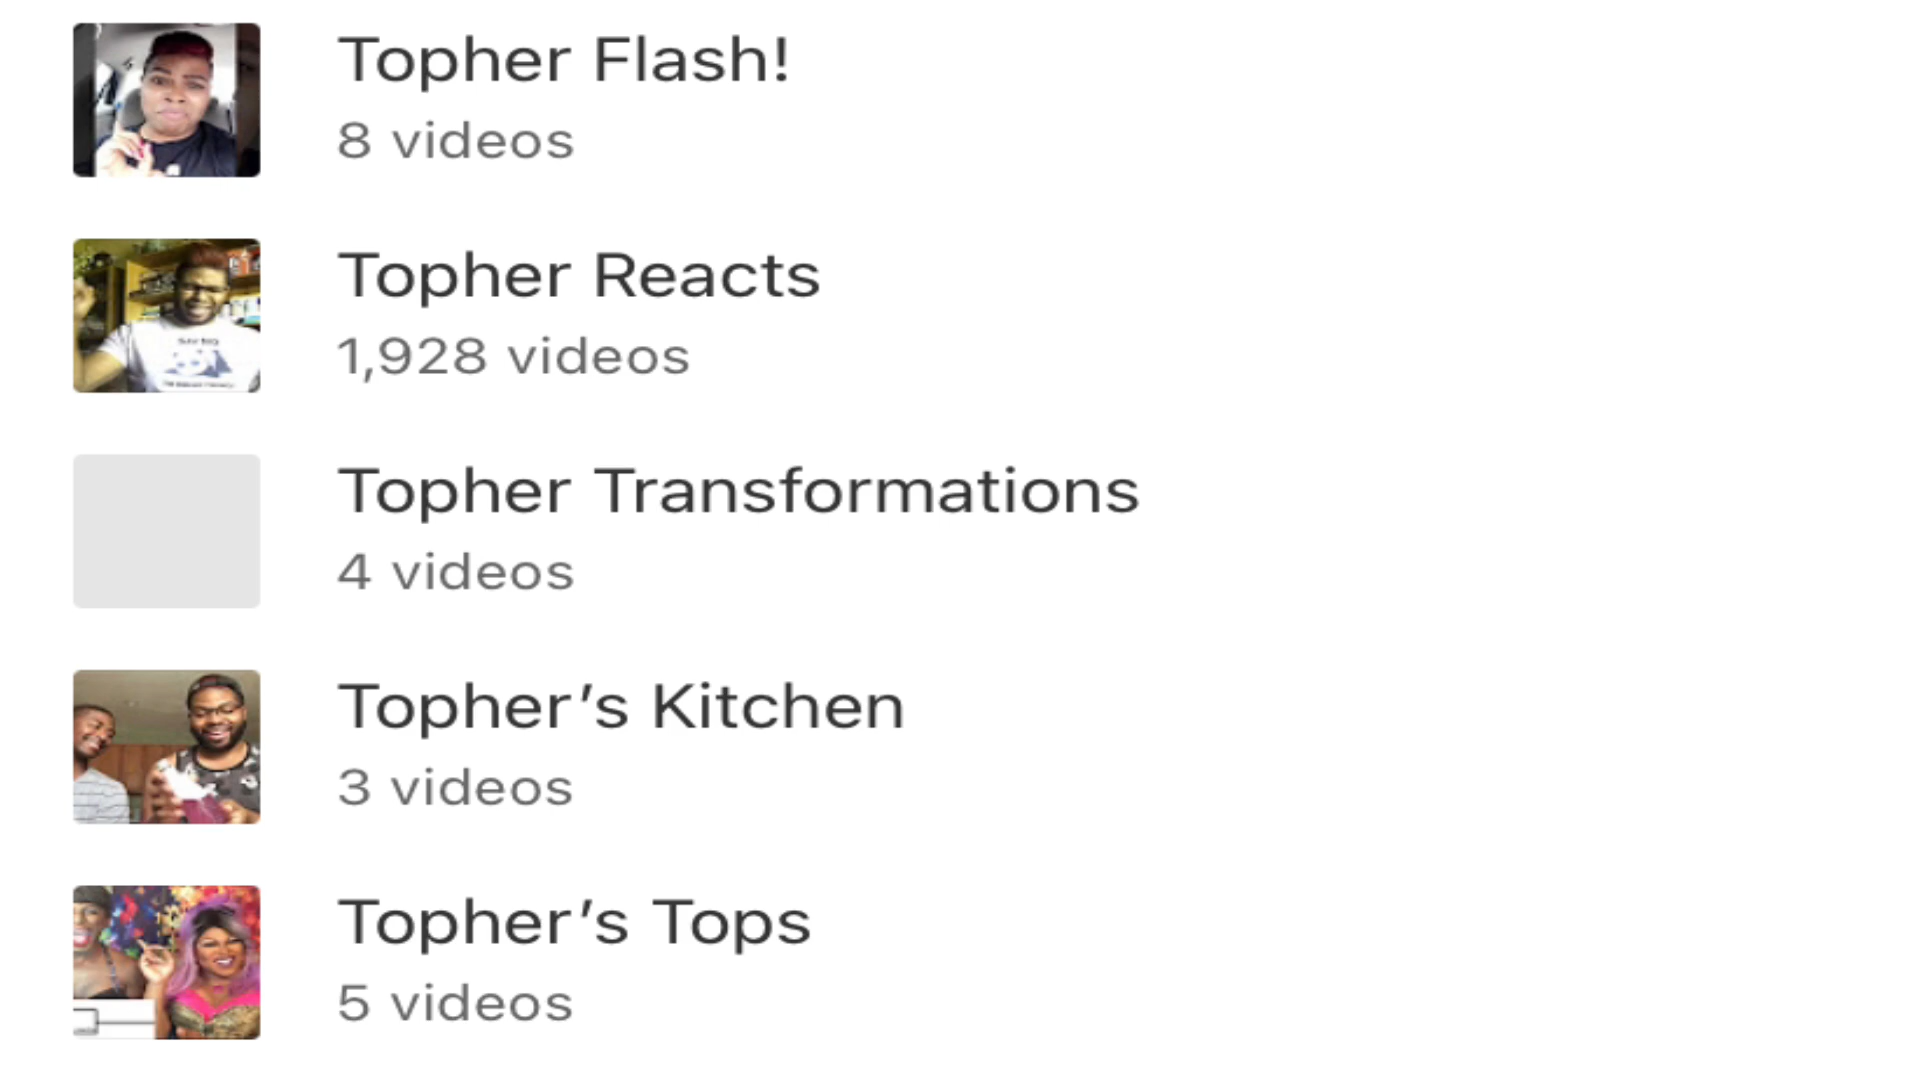 Topher Flash!
8 videos
Topher Reacts
1,928 videos
Topher Transformations
4 videos
Topher’s Kitchen
3 videos
Topher’s Tops
5 videos